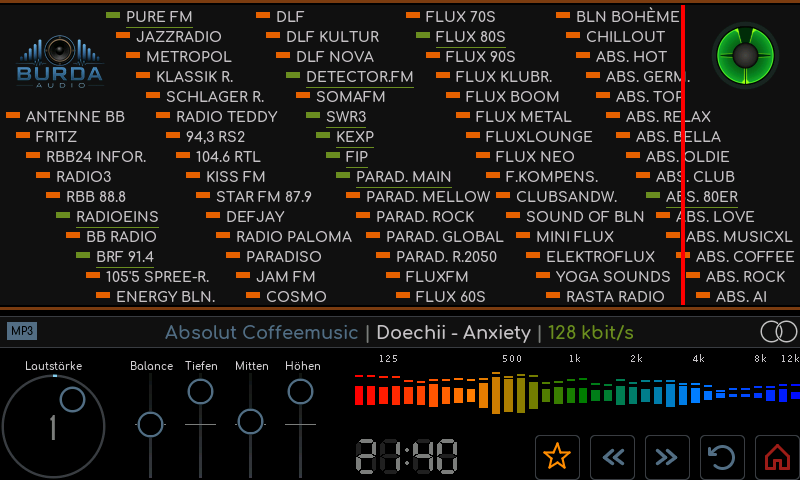 BURDA
AUDIO
ANTENNE BB
FRITZ
RBB24 INFOR.
RADIO3
RBB 88.8
RADIOEINS
BB RADIO
BRF 91.4
105'5 SPREE-R.
ENERGY BLN.
PURE FM
JAZZRADIO
METROPOL
KLASSIK R.
SCHLAGER R.
RADIO TEDDY
94,3 RS2
104.6 RTL
KISS FM
STAR FM 87.9
DEFJAY
RADIO PALOMA
PARADISO
JAM FM
COSMO
DLF
DLF KULTUR
DLF NOVA
DETECTOR.FM
SOMAFM
SWR3
KEXP
FIP
PARAD. MAIN
PARAD. MELLOW
PARAD. ROCK
PARAD. GLOBAL
PARAD. R.2050
FLUXFM
FLUX 60S
FLUX 70S
FLUX 80S
FLUX 90S
FLUX KLUBR.
FLUX BOOM
FLUX METAL
FLUXLOUNGE
FLUX NEO
F.KOMPENS.
CLUBSANDW.
SOUND OF BLN
MINI FLUX
ELEKTROFLUX
YOGA SOUNDS
RASTA RADIO
BLN BOHÈME
CHILLOUT
ABS. HOT
ABS. GERM.
ABS. TOP
ABS. RELAX
ABS. BELLA
ABS. OLDIE
ABS. CLUB
ABS. 80ER
ABS. LOVE
ABS. MUSICXL
ABS. COFFEE
ABS. ROCK
ABS. AI
MP3
Absolut Coffeemusic | Doechii - Anxiety | 128 kbit/s
Lautstärke
1
Balance Tiefen Mitten Höhen
125 500 1k 2k 4k 8k 12k
21:40